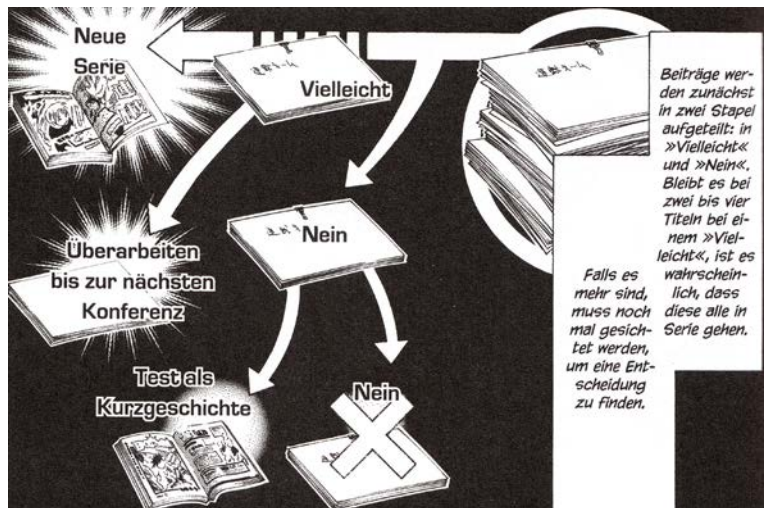 Beiträge wer-
den zunächst
in zwei Stapel
aufgeteilt: in
»Vielleicht«
und »Nein«.
Bleibt es bei
zwei bis vier
Titeln bei ei-
nem »Viel-
leicht«, ist es
wahrschein-
lich, dass
diese alle in
Serie gehen.
Falls es
mehr sind,
muss noch
mal gesich-
tet werden,
um eine Ent-
scheidung
zu finden.
Vielleicht
Neue
Serie
Überarbeiten
bis zur nächsten
Konferenz
Nein
Test als
Kurzgeschichte
Nein